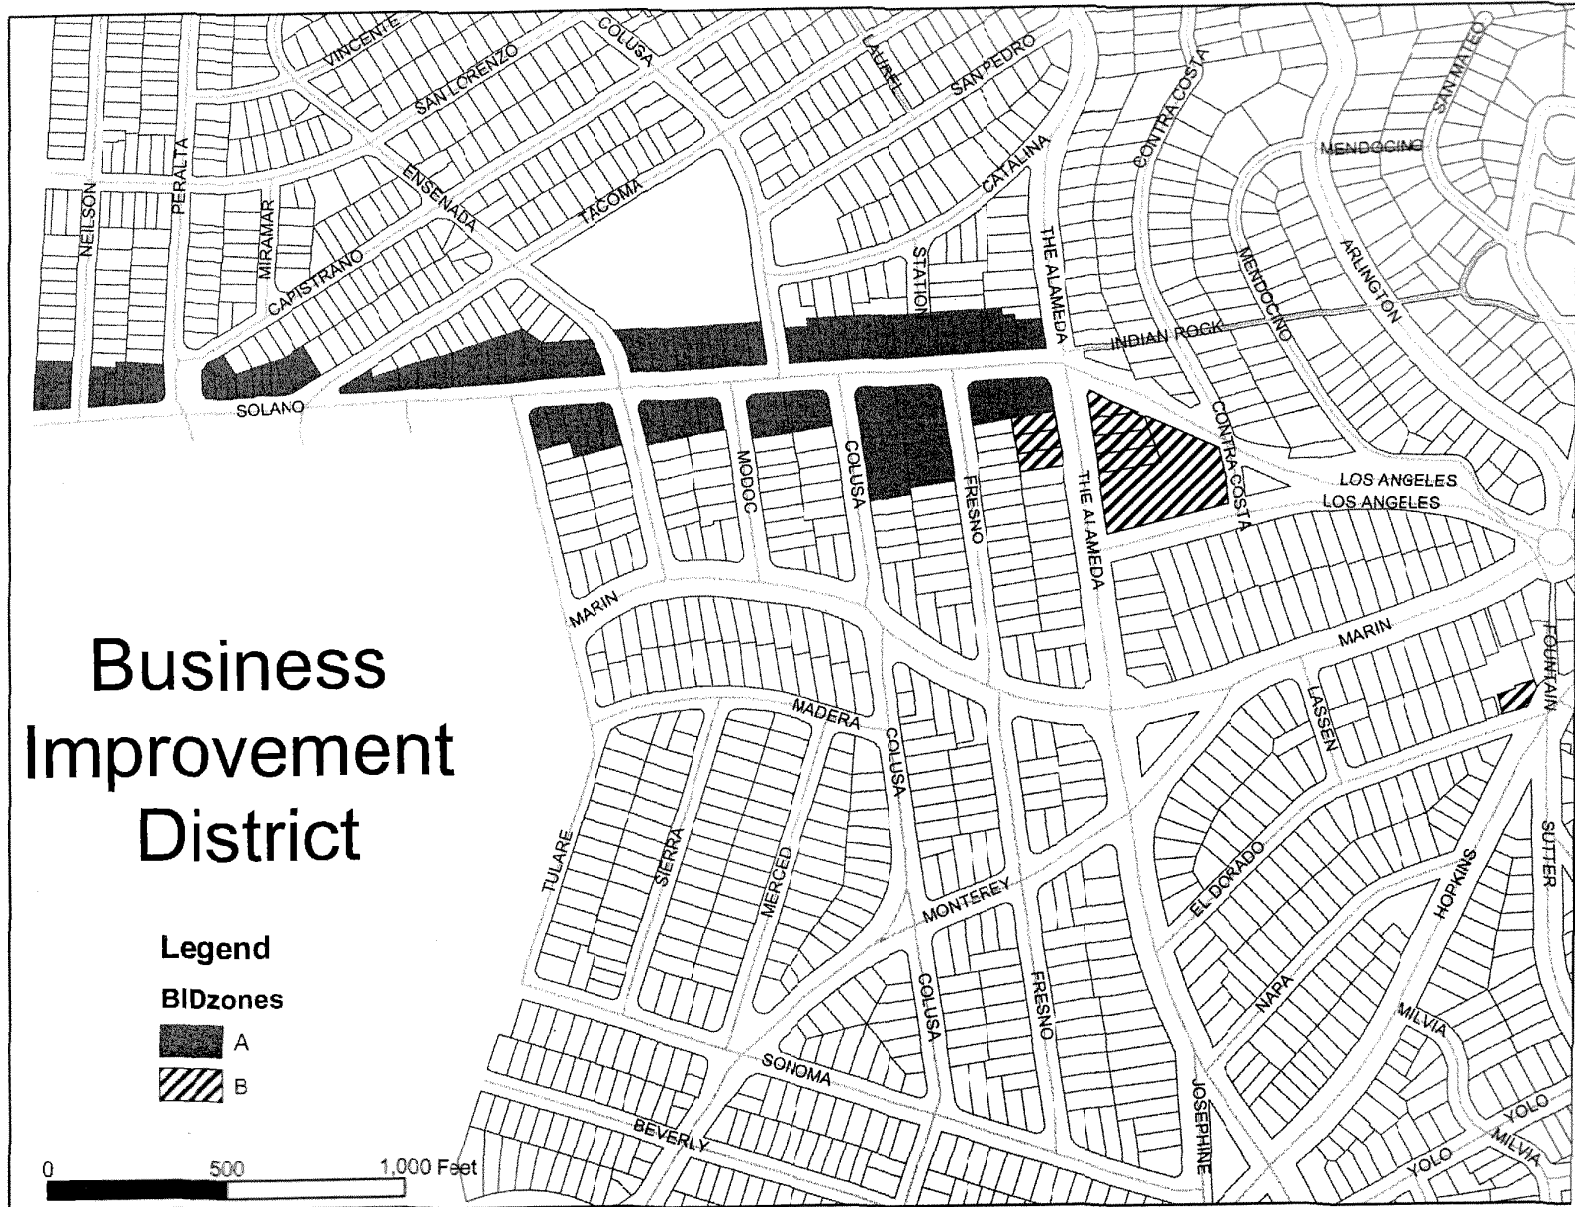 VINCENTE
COLUSA
SAN LORENZO
LAUREL
SAN PEDRO
CONTRA COSTA
SAN MATEO
MENDOCINO
PERALTA
NEILSON
MIRAMAR
ENSENADA
TACOMA
CATALINA
CAPISTRANO
STATION
THE ALAMEDA
MENDOCINO
ARLINGTON
INDIAN ROCK
SOLANO
MODOC
COLUSA
FRESNO
THE ALAMEDA
CONTRA COSTA
LOS ANGELES
LOS ANGELES
MARIN
MARIN
FOUNTAIN
Business
Improvement
District
MADERA
COLUSA
LASSEN
TULARE
SIERRA
MERCED
MONTEREY
EL DORADO
HOPKINS
SUTTER
Legend
BIDzones
A
B
COLUSA
FRESNO
NAPA
MILVIA
SONOMA
BEVERLY
JOSEPHINE
YOLO
YOLO
MILVIA
0 500 1,000 Feet